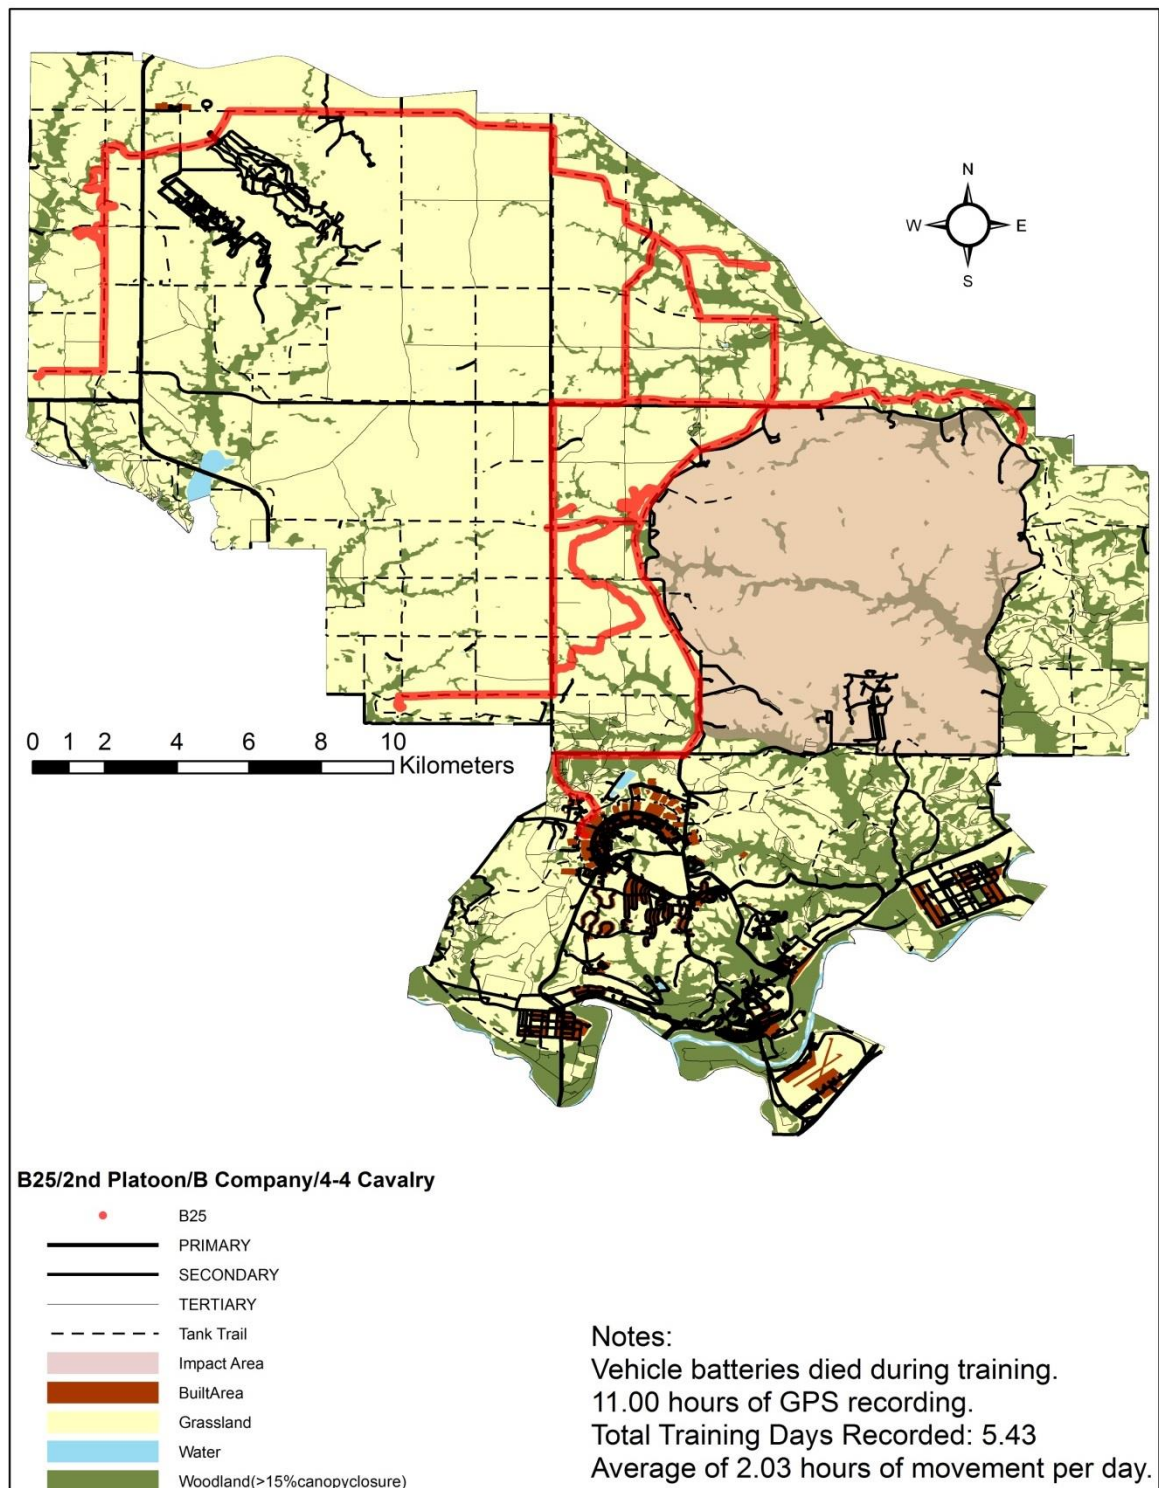 N
W E
S
0 1 2 4 6 8 10
Kilometers
B25/2nd Platoon/B Company/4-4 Cavalry
B25
PRIMARY
SECONDARY
TERTIARY
Tank Trail
Impact Area
BuiltArea
Grassland
Water
Woodland(>15%canopyclosure)
Notes:
Vehicle batteries died during training.
11.00 hours of GPS recording.
Total Training Days Recorded: 5.43
Average of 2.03 hours of movement per day.